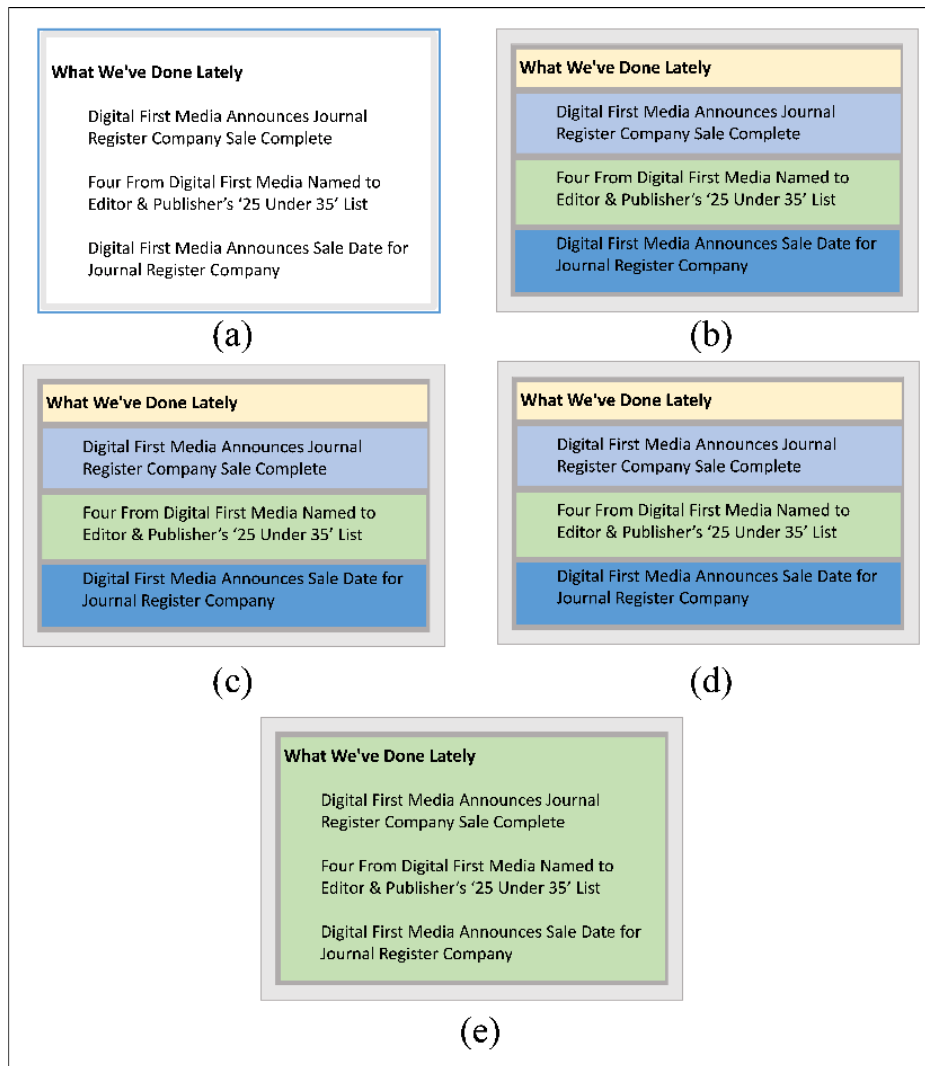 What We've Done Lately
Digital First Media Announces Journal
Register Company Sale Complete
Four From Digital First Media Named to
Editor & Publisher’s ‘25 Under 35’ List
Digital First Media Announces Sale Date for
Journal Register Company
(a)
What We've Done Lately
Digital First Media Announces Journal
Register Company Sale Complete
Four From Digital First Media Named to
Editor & Publisher’s ‘25 Under 35’ List
Digital First Media Announces Sale Date for
Journal Register Company
(b)
What We've Done Lately
Digital First Media Announces Journal
Register Company Sale Complete
Four From Digital First Media Named to
Editor & Publisher’s ‘25 Under 35’ List
Digital First Media Announces Sale Date for
Journal Register Company
(c)
What We've Done Lately
Digital First Media Announces Journal
Register Company Sale Complete
Four From Digital First Media Named to
Editor & Publisher’s ‘25 Under 35’ List
Digital First Media Announces Sale Date for
Journal Register Company
(d)
What We've Done Lately
Digital First Media Announces Journal
Register Company Sale Complete
Four From Digital First Media Named to
Editor & Publisher’s ‘25 Under 35’ List
Digital First Media Announces Sale Date for
Journal Register Company
(e)